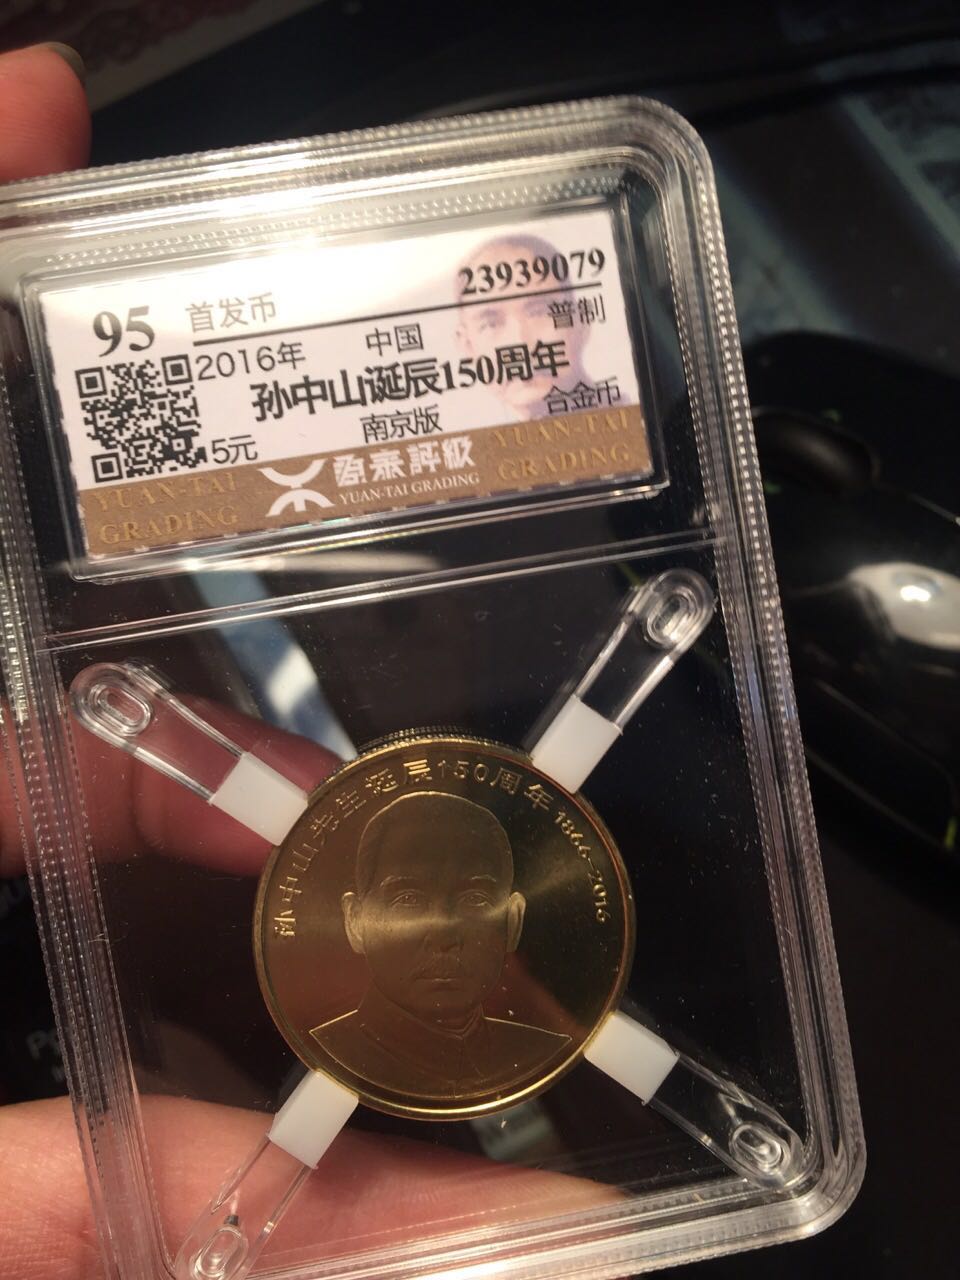 95 首发币 23939079
2016年 中国 普制
孙中山诞辰150周年
5元 南京版 合金币
YUAN-TAI
GRADING
源泰評級
YUAN-TAI GRADING
YUAN-TAI
GRADING
孙中山先生诞辰150周年 1866-2016